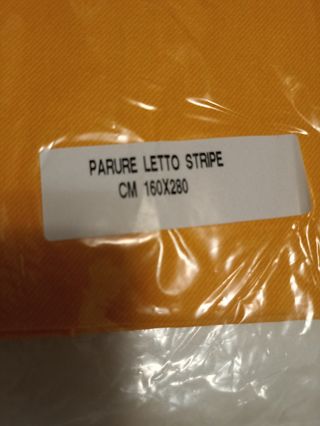 PARURE LETTO STRIPE
CM 160X280